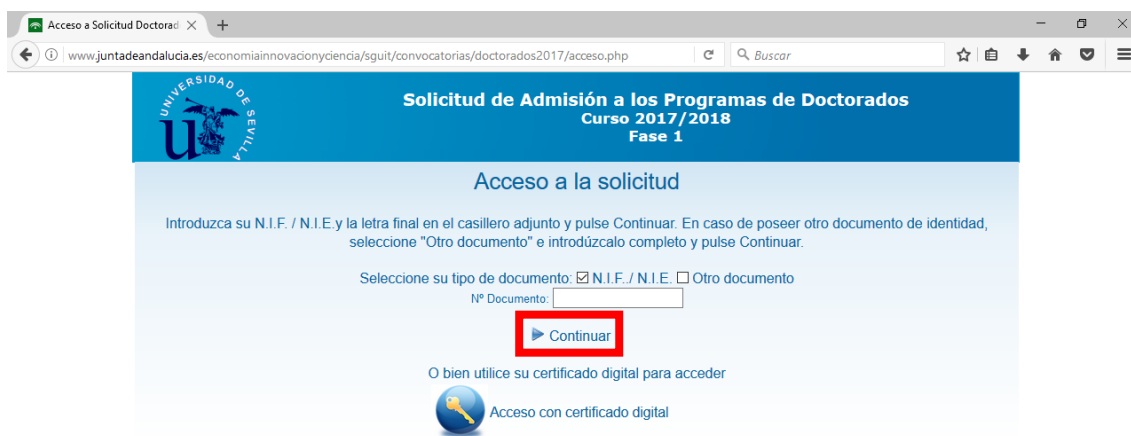 Acceso a Solicitud Doctorad
www.juntadeandalucia.es/economiainnovacionyciencia/sguit/convocatorias/doctorados2017/acceso.php
Buscar
UNIVERSIDAD DE SEVILLA
Solicitud de Admisión a los Programas de Doctorados
Curso 2017/2018
Fase 1
Acceso a la solicitud
Introduzca su N.I.F. / N.I.E.y la letra final en el casillero adjunto y pulse Continuar. En caso de poseer otro documento de identidad,
seleccione "Otro documento" e introdúzcalo completo y pulse Continuar.
Seleccione su tipo de documento: N.I.F../ N.I.E. Otro documento
Nº Documento:
Continuar
O bien utilice su certificado digital para acceder
Acceso con certificado digital